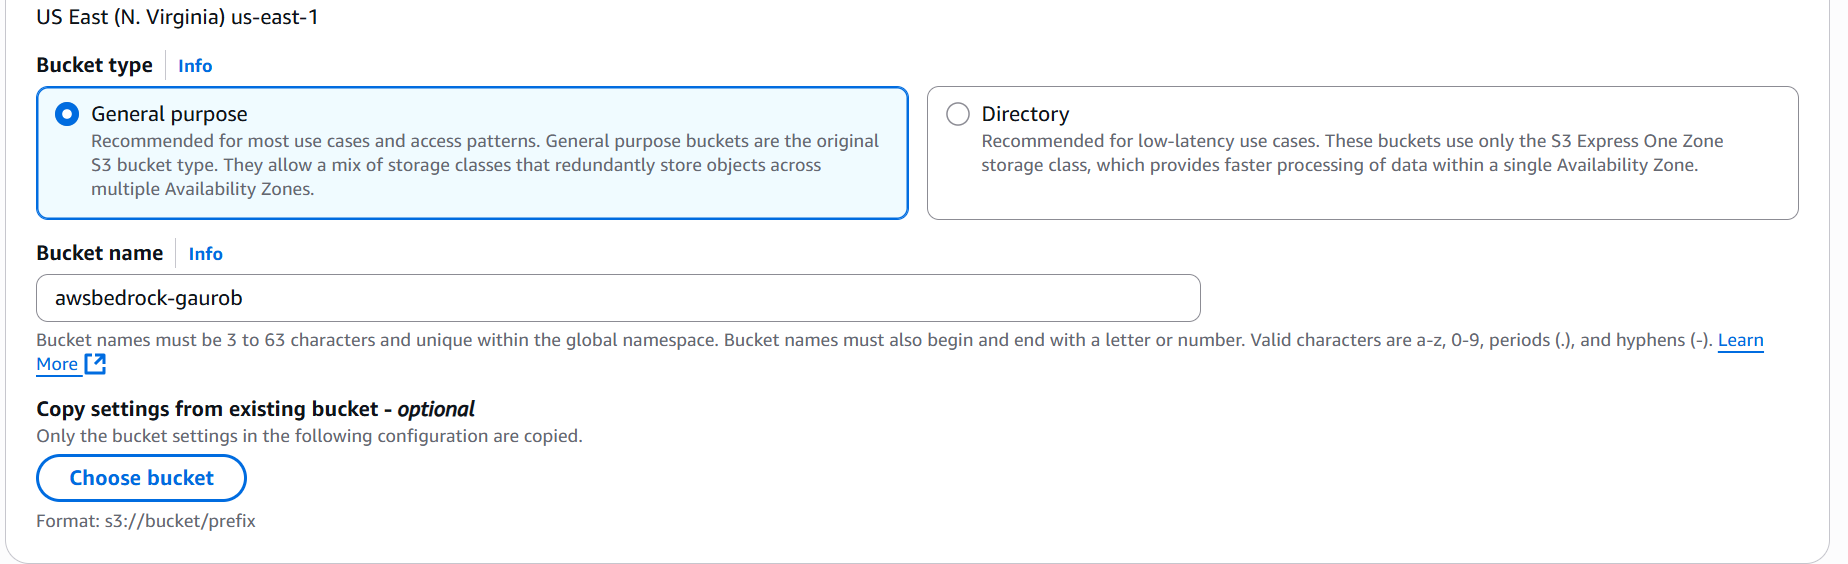 US East (N. Virginia) us-east-1
Bucket type Info
General purpose
Recommended for most use cases and access patterns. General purpose buckets are the original
S3 bucket type. They allow a mix of storage classes that redundantly store objects across
multiple Availability Zones.
Directory
Recommended for low-latency use cases. These buckets use only the S3 Express One Zone
storage class, which provides faster processing of data within a single Availability Zone.
Bucket name Info
awsbedrock-gaurob
Bucket names must be 3 to 63 characters and unique within the global namespace. Bucket names must also begin and end with a letter or number. Valid characters are a-z, 0-9, periods (.), and hyphens (-). Learn
More
Copy settings from existing bucket - optional
Only the bucket settings in the following configuration are copied.
Choose bucket
Format: s3://bucket/prefix